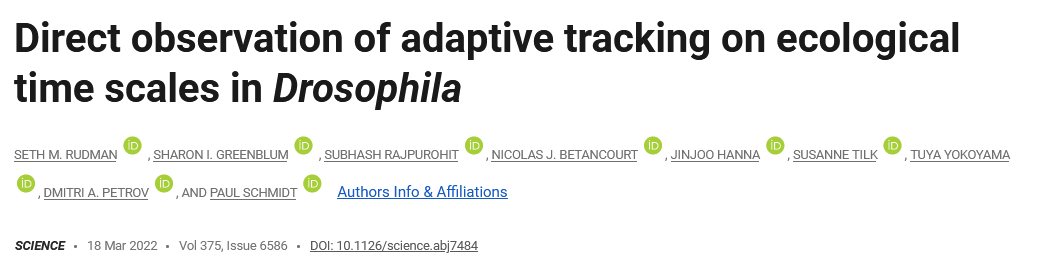 Direct observation of adaptive tracking on ecological
time scales in Drosophila
SETH M. RUDMAN iD , SHARON I. GREENBLUM iD , SUBHASH RAJPUROHIT iD , NICOLAS J. BETANCOURT iD , JINJOO HANNA iD , SUSANNE TILK iD , TUYA YOKOYAMA
iD , DMITRI A. PETROV iD , AND PAUL SCHMIDT iD Authors Info & Affiliations
SCIENCE • 18 Mar 2022 • Vol 375, Issue 6586 • DOI: 10.1126/science.abj7484